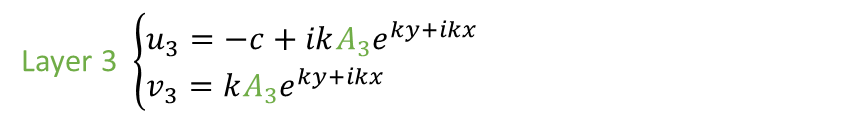 u₃ = −c + ikA₃e^{ky+ikx}
Layer 3
v₃ = kA₃e^{ky+ikx}